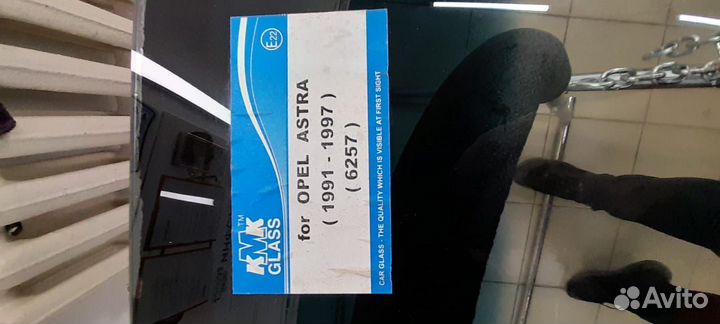 E22
KMK™
GLASS
for OPEL ASTRA
( 1991 - 1997 )
( 6257 )
CAR GLASS - THE QUALITY WHICH IS VISIBLE AT FIRST SIGHT
Avito